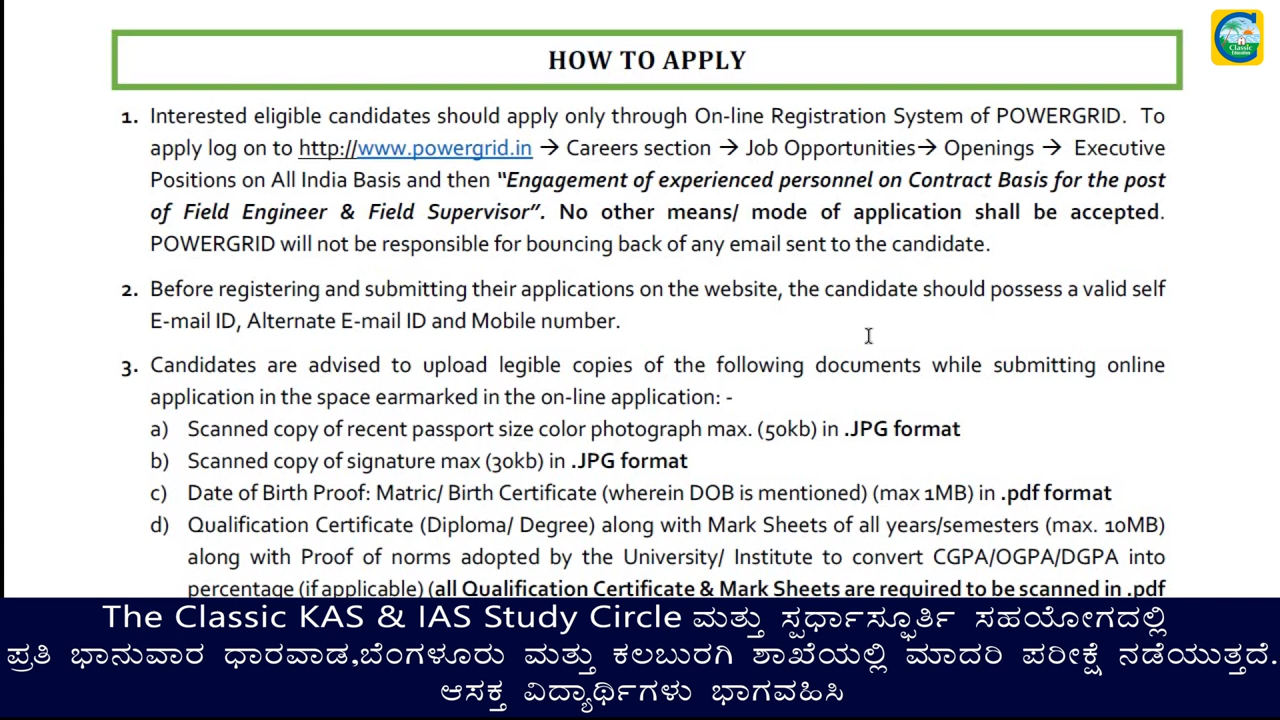 Classic
Education
HOW TO APPLY
1. Interested eligible candidates should apply only through On-line Registration System of POWERGRID. To
apply log on to http://www.powergrid.in → Careers section → Job Opportunities→ Openings → Executive
Positions on All India Basis and then “Engagement of experienced personnel on Contract Basis for the post
of Field Engineer & Field Supervisor”. No other means/ mode of application shall be accepted.
POWERGRID will not be responsible for bouncing back of any email sent to the candidate.
2. Before registering and submitting their applications on the website, the candidate should possess a valid self
E-mail ID, Alternate E-mail ID and Mobile number.
3. Candidates are advised to upload legible copies of the following documents while submitting online
application in the space earmarked in the on-line application: -
a) Scanned copy of recent passport size color photograph max. (50kb) in .JPG format
b) Scanned copy of signature max (30kb) in .JPG format
c) Date of Birth Proof: Matric/ Birth Certificate (wherein DOB is mentioned) (max 1MB) in .pdf format
d) Qualification Certificate (Diploma/ Degree) along with Mark Sheets of all years/semesters (max. 10MB)
along with Proof of norms adopted by the University/ Institute to convert CGPA/OGPA/DGPA into
percentage (if applicable) (all Qualification Certificate & Mark Sheets are required to be scanned in .pdf
The Classic KAS & IAS Study Circle ಮತ್ತು ಸ್ಪರ್ಧಾಸ್ಫೂರ್ತಿ ಸಹಯೋಗದಲ್ಲಿ
ಪ್ರತಿ ಭಾನುವಾರ ಧಾರವಾಡ,ಬೆಂಗಳೂರು ಮತ್ತು ಕಲಬುರಗಿ ಶಾಖೆಯಲ್ಲಿ ಮಾದರಿ ಪರೀಕ್ಷೆ ನಡೆಯುತ್ತದೆ.
ಆಸಕ್ತ ವಿದ್ಯಾರ್ಥಿಗಳು ಭಾಗವಹಿಸಿ